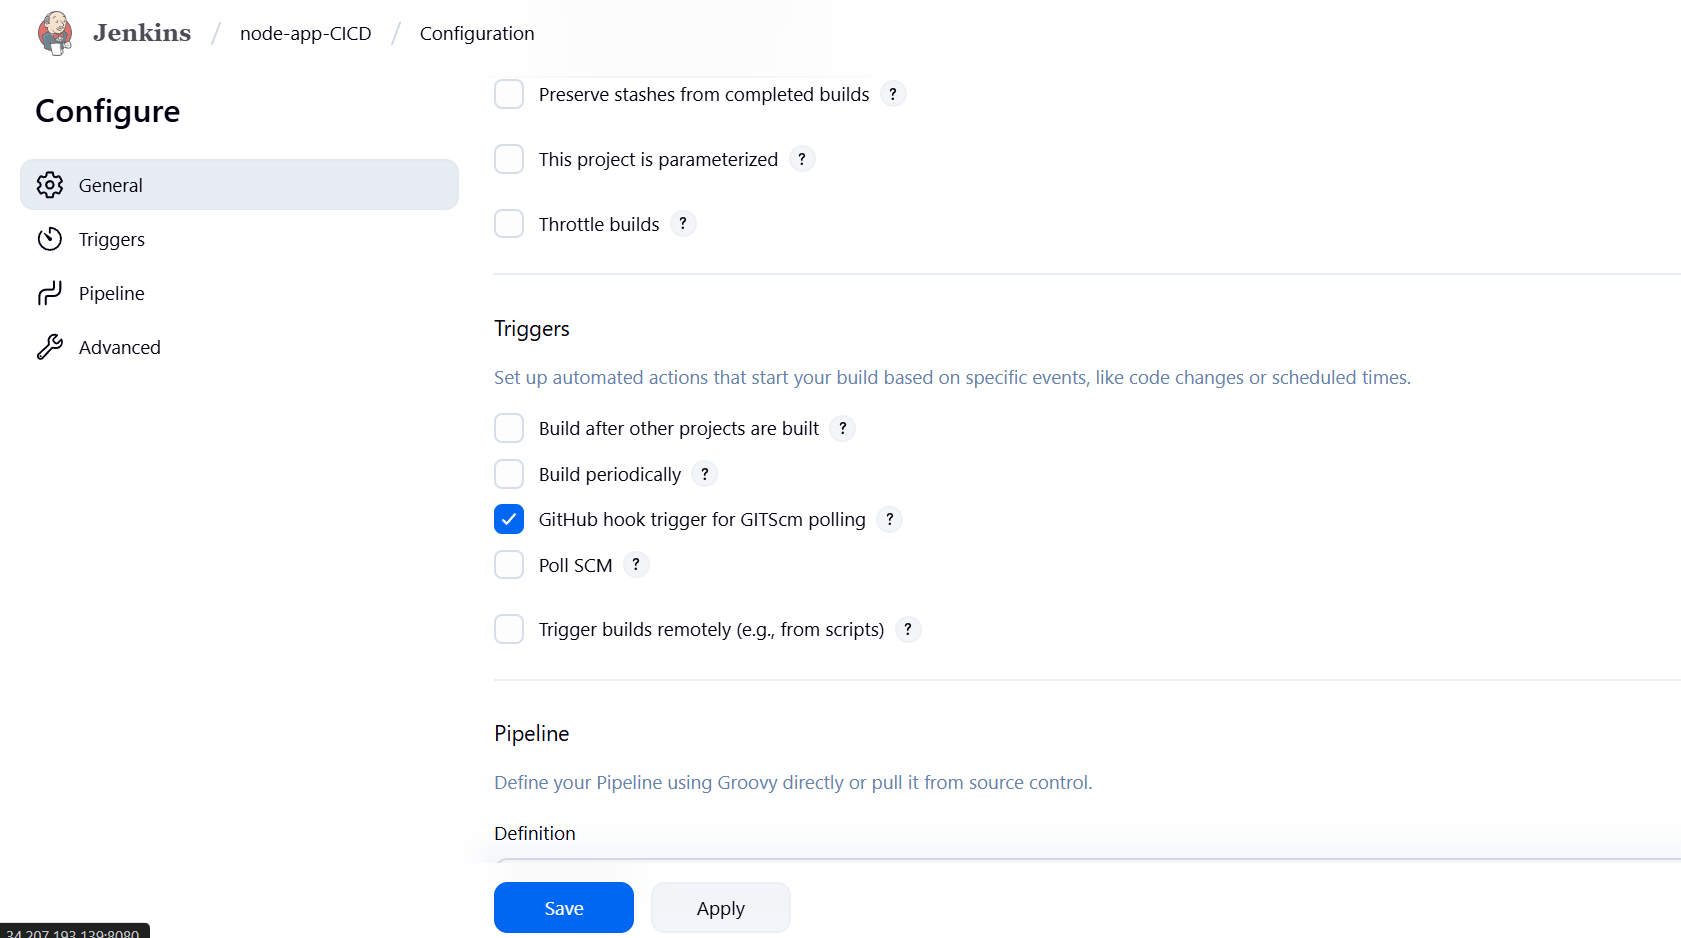 Jenkins / node-app-CICD / Configuration
Configure
General
Triggers
Pipeline
Advanced
Preserve stashes from completed builds ?
This project is parameterized ?
Throttle builds ?
Triggers
Set up automated actions that start your build based on specific events, like code changes or scheduled times.
Build after other projects are built ?
Build periodically ?
GitHub hook trigger for GITScm polling ?
Poll SCM ?
Trigger builds remotely (e.g., from scripts) ?
Pipeline
Define your Pipeline using Groovy directly or pull it from source control.
Definition
Save
Apply
34.207.193.139:8080